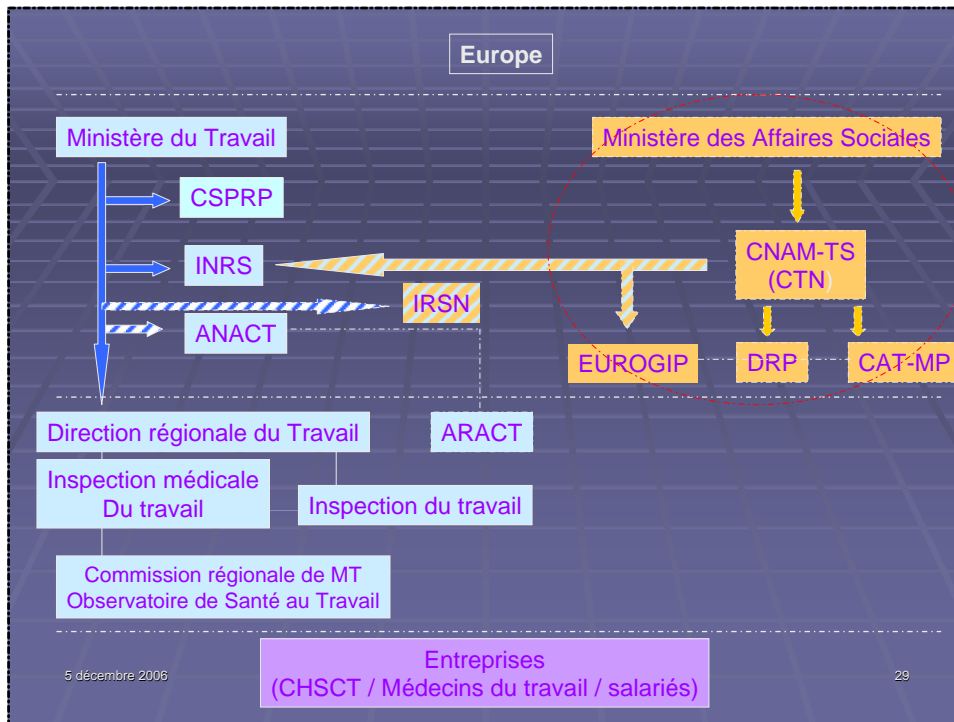 Europe
Ministère du Travail
Ministère des Affaires Sociales
CSPRP
INRS
CNAM-TS
(CTN)
IRSN
ANACT
EUROGIP
DRP
CAT-MP
Direction régionale du Travail
ARACT
Inspection médicale
Du travail
Inspection du travail
Commission régionale de MT
Observatoire de Santé au Travail
Entreprises
(CHSCT / Médecins du travail / salariés)
5 décembre 2006
29